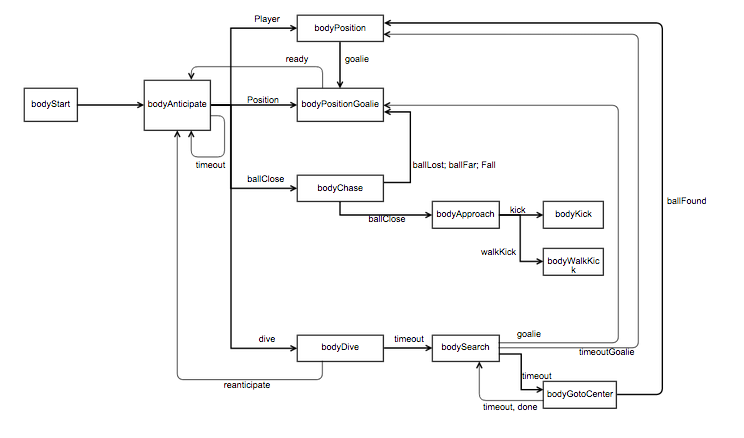 Player
bodyPosition
ballFound
ready
goalie
bodyStart
bodyAnticipate
Position
bodyPositionGoalie
timeout
ballClose
bodyChase
ballLost; ballFar; Fall
ballClose
bodyApproach
kick
bodyKick
walkKick
bodyWalkKic
k
dive
bodyDive
timeout
bodySearch
goalie
timeoutGoalie
reanticipate
timeout
bodyGotoCenter
timeout, done